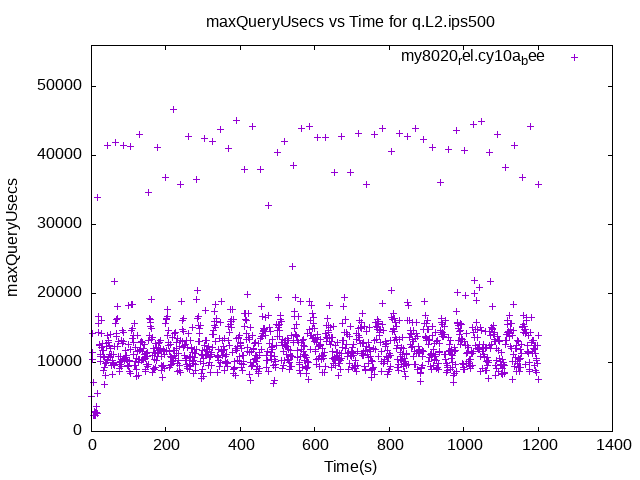 maxQueryUsecs vs Time for q.L2.ips500
my8020rel.cy10abee
50000
40000
30000
20000
10000
0
maxQueryUsecs
0 200 400 600 800 1000 1200 1400
Time(s)